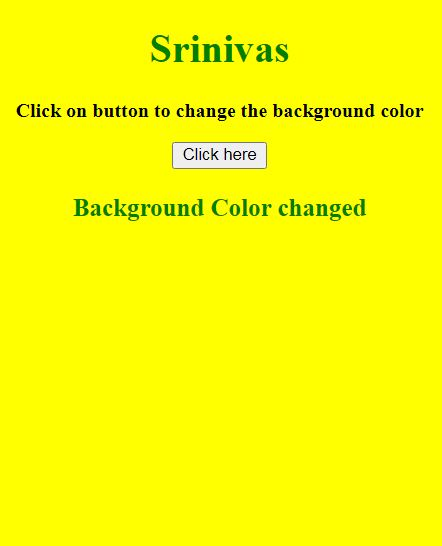 Srinivas
Click on button to change the background color
Click here
Background Color changed